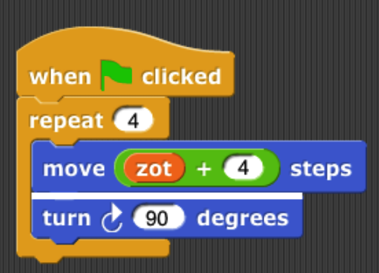 when clicked
repeat 4
move zot + 4 steps
turn 90 degrees